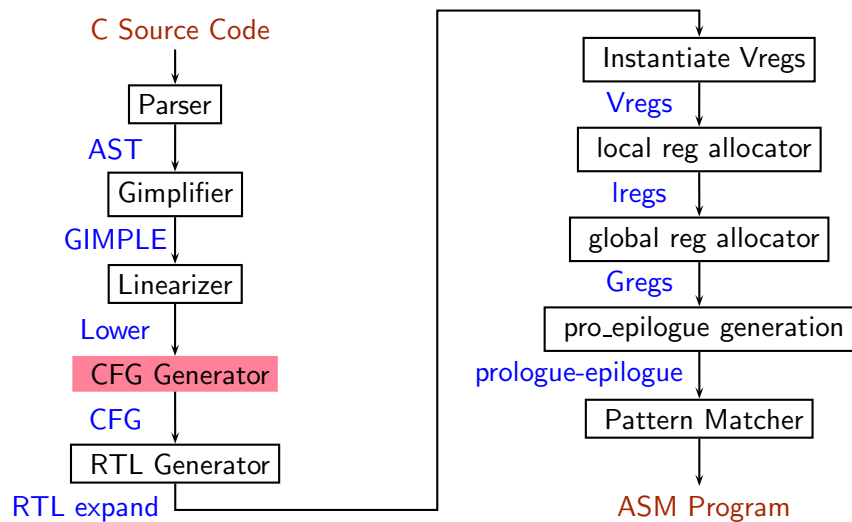 C Source Code
Parser
AST
Gimplifier
GIMPLE
Linearizer
Lower
CFG Generator
CFG
RTL Generator
RTL expand
Instantiate Vregs
Vregs
local reg allocator
lregs
global reg allocator
Gregs
pro_epilogue generation
prologue-epilogue
Pattern Matcher
ASM Program